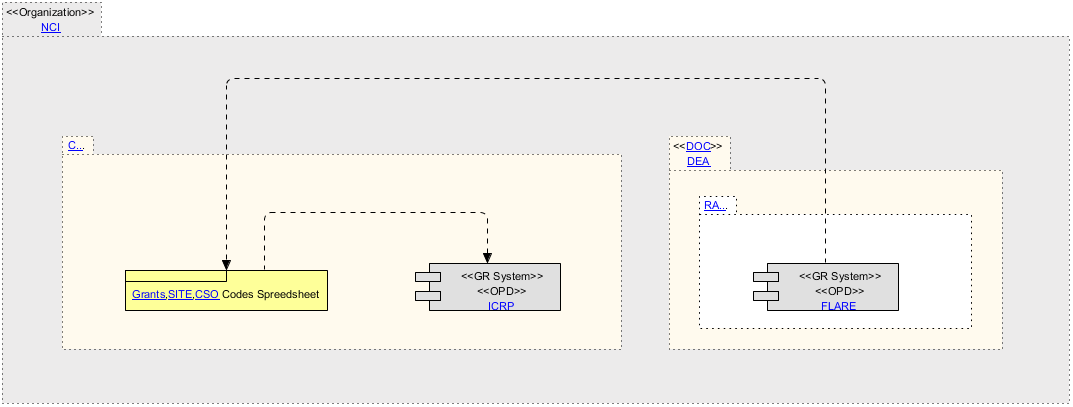 <<Organization>>
NCI
C...
<<DOC>>
DEA
RA...
Grants,SITE,CSO Codes Spreedsheet
<<GR System>>
<<OPD>>
ICRP
<<GR System>>
<<OPD>>
FLARE